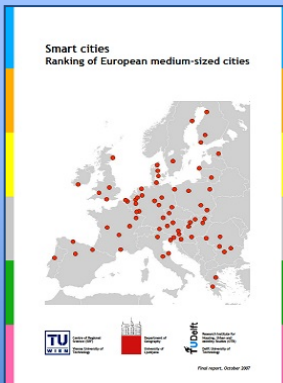 Smart cities
Ranking of European medium-sized cities
TU
WIEN
Centre of Regional
Science (SRF)
Vienna University of
Technology
Department of
Geography
University of
Ljubljana
TUDelft
Research Institute for
Housing, Urban and
Mobility Studies (OTB)
Delft University of
Technology
Final report, October 2007